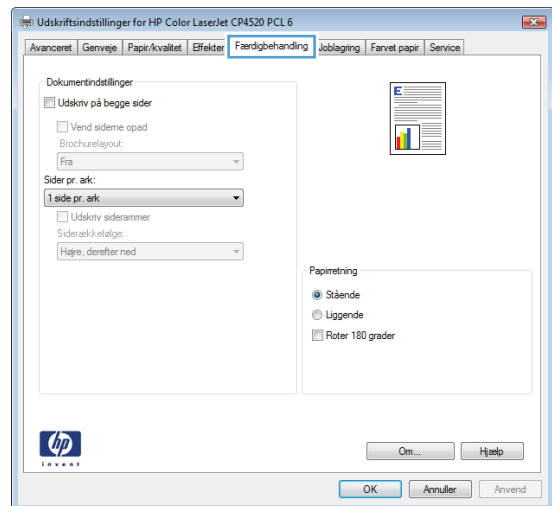 Udskriftsindstillinger for HP Color LaserJet CP4520 PCL 6
Avanceret Genveje Papir/kvalitet Effekter Færdigbehandling Joblagring Farvet papir Service
Dokumentindstillinger
Udskriv på begge sider
Vend siderne opad
Brochurelayout:
Fra
Sider pr. ark:
1 side pr. ark
Udskriv siderammer
Siderækkefølge:
Højre, derefter ned
E
Papirretning
Stående
Liggende
Roter 180 grader
hp
invent
Om... Hjælp
OK Annuller Anvend